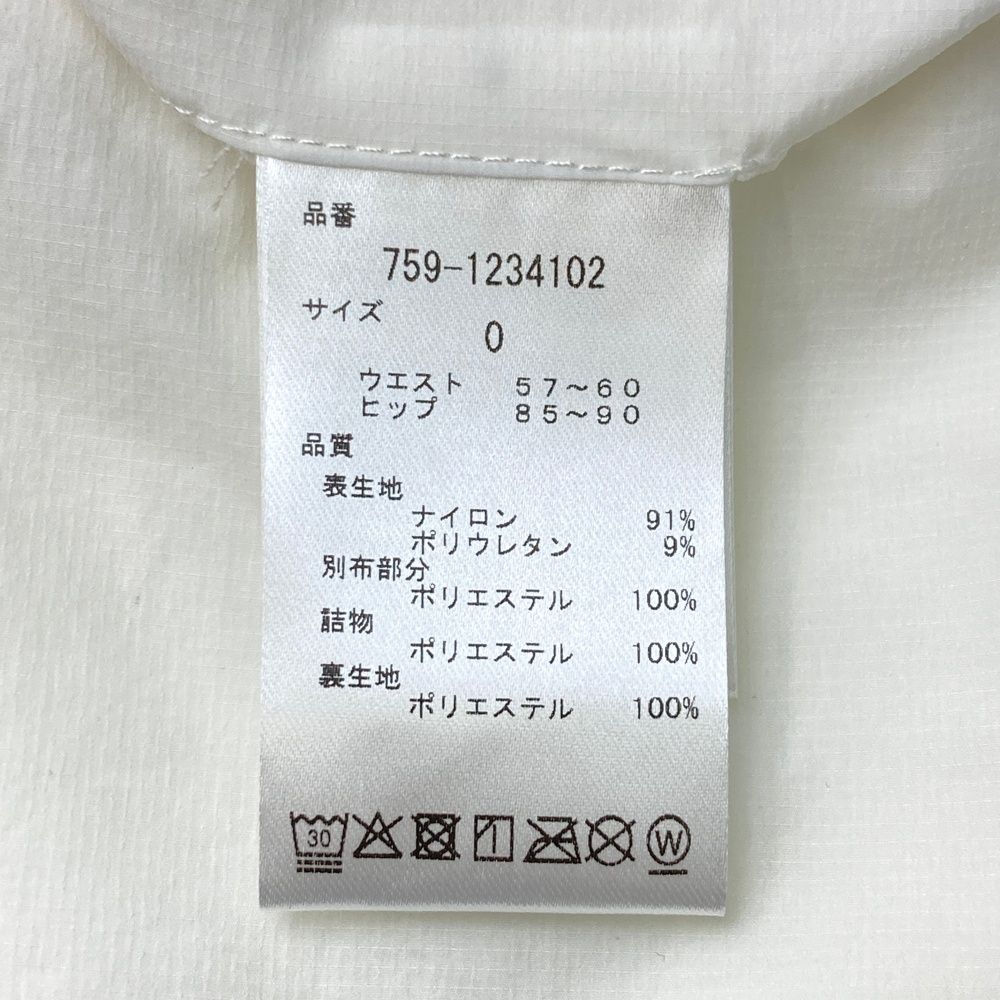 品番
759-1234102
サイズ
0
ウエスト 57～60
ヒップ 85～90
品質
表生地
ナイロン 91%
ポリウレタン 9%
別布部分
ポリエステル 100%
詰物
ポリエステル 100%
裏生地
ポリエステル 100%
30 W